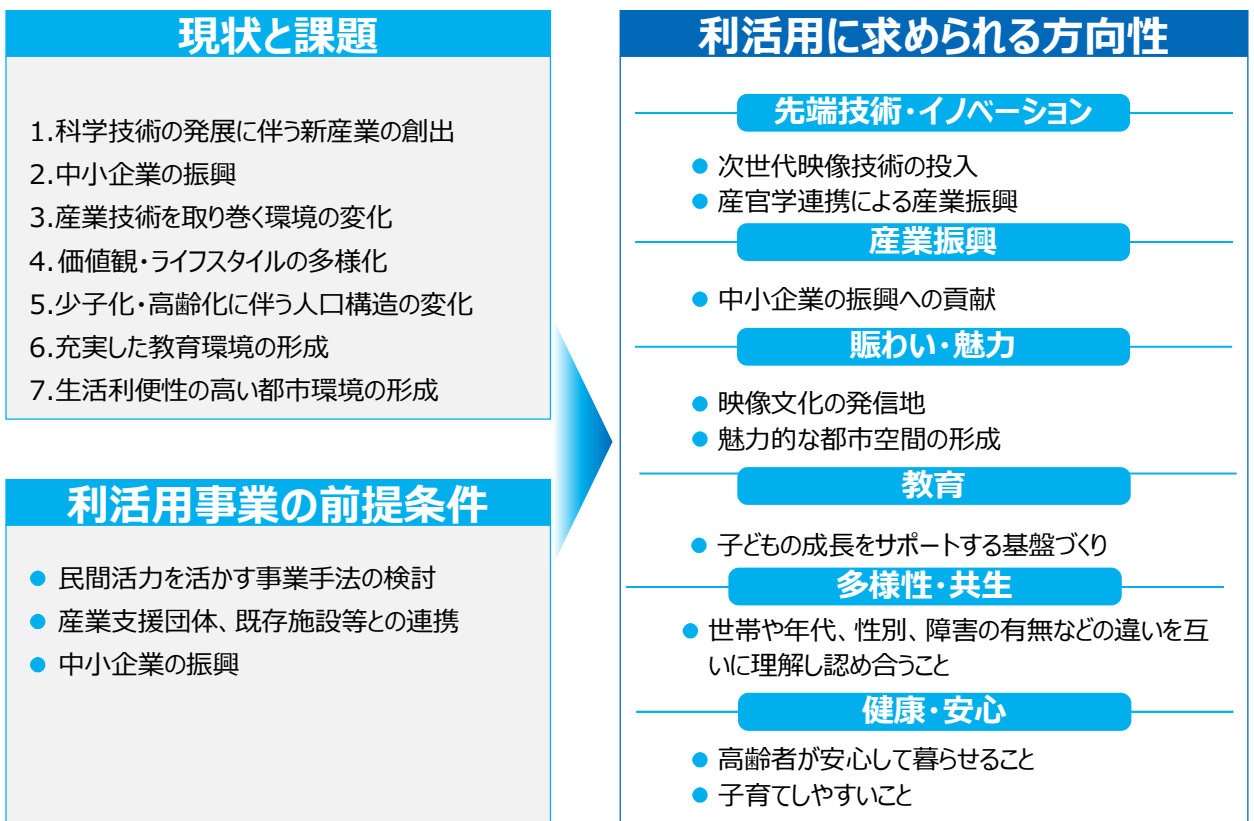 現状と課題
1.科学技術の発展に伴う新産業の創出
2.中小企業の振興
3.産業技術を取り巻く環境の変化
4.価値観・ライフスタイルの多様化
5.少子化・高齢化に伴う人口構造の変化
6.充実した教育環境の形成
7.生活利便性の高い都市環境の形成
利活用事業の前提条件
● 民間活力を活かす事業手法の検討
● 産業支援団体、既存施設等との連携
● 中小企業の振興
利活用に求められる方向性
先端技術・イノベーション
● 次世代映像技術の投入
● 産官学連携による産業振興
産業振興
● 中小企業の振興への貢献
賑わい・魅力
● 映像文化の発信地
● 魅力的な都市空間の形成
教育
● 子どもの成長をサポートする基盤づくり
多様性・共生
● 世帯や年代、性別、障害の有無などの違いを互
いに理解し認め合うこと
健康・安心
● 高齢者が安心して暮らせること
● 子育てしやすいこと